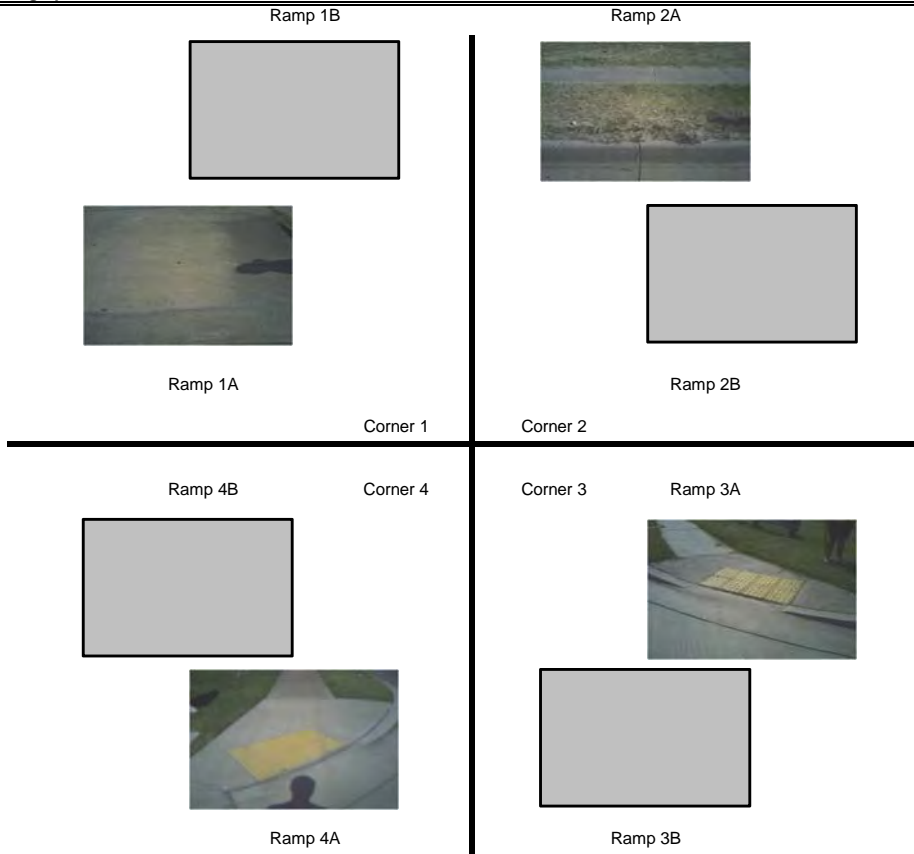 Ramp 1B
Ramp 2A
Ramp 1A
Ramp 2B
Corner 1
Corner 2
Ramp 4B
Corner 4
Corner 3
Ramp 3A
Ramp 4A
Ramp 3B